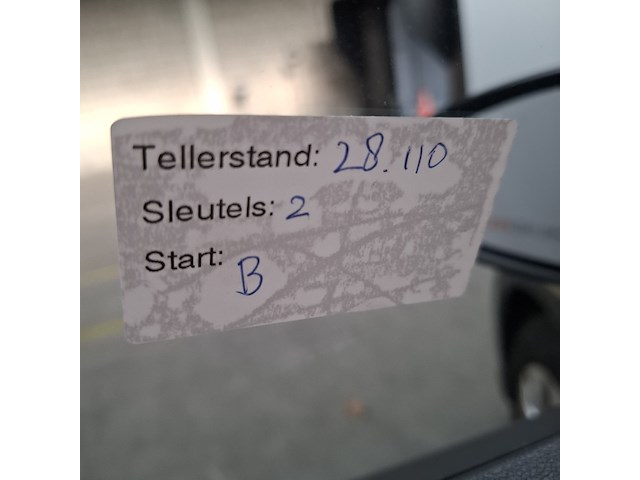 Tellerstand: 28.110
Sleutels: 2
Start: B